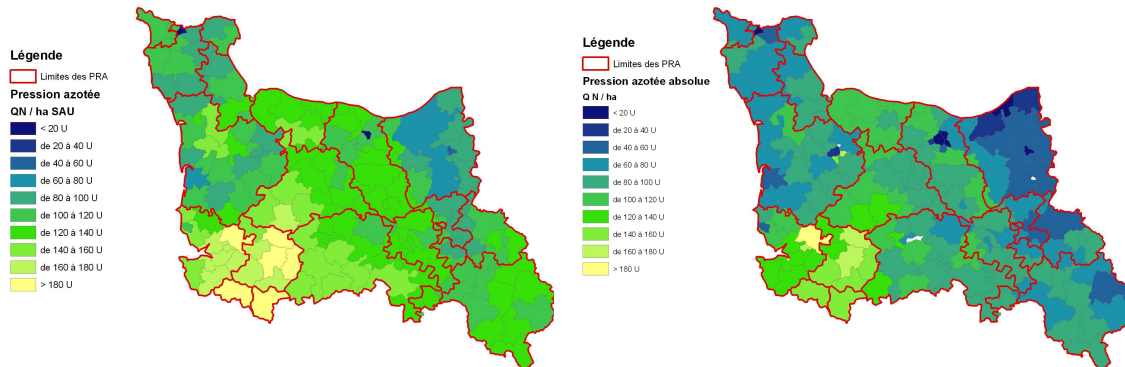 Légende
Limites des PRA
Pression azotée
QN / ha SAU
< 20 U
de 20 à 40 U
de 40 à 60 U
de 60 à 80 U
de 80 à 100 U
de 100 à 120 U
de 120 à 140 U
de 140 à 160 U
de 160 à 180 U
> 180 U
Légende
Limites des PRA
Pression azotée absolue
Q N / ha
< 20 U
de 20 à 40 U
de 40 à 60 U
de 60 à 80 U
de 80 à 100 U
de 100 à 120 U
de 120 à 140 U
de 140 à 160 U
de 160 à 180 U
> 180 U